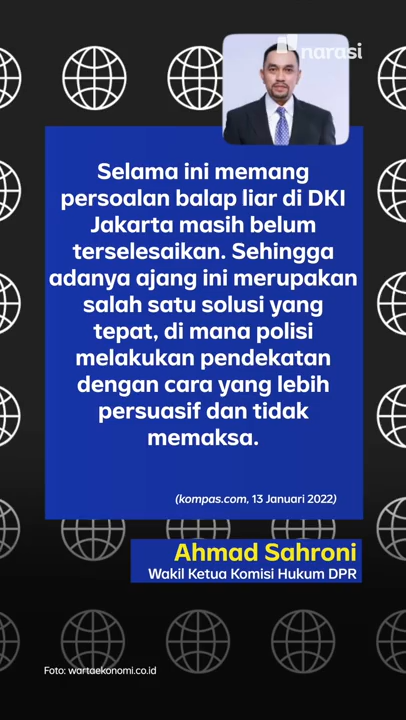 narasi
Selama ini memang
persoalan balap liar di DKI
Jakarta masih belum
terselesaikan. Sehingga
adanya ajang ini merupakan
salah satu solusi yang
tepat, di mana polisi
melakukan pendekatan
dengan cara yang lebih
persuasif dan tidak
memaksa.
(kompas.com, 13 Januari 2022)
Ahmad Sahroni
Wakil Ketua Komisi Hukum DPR
Foto: wartaekonomi.co.id